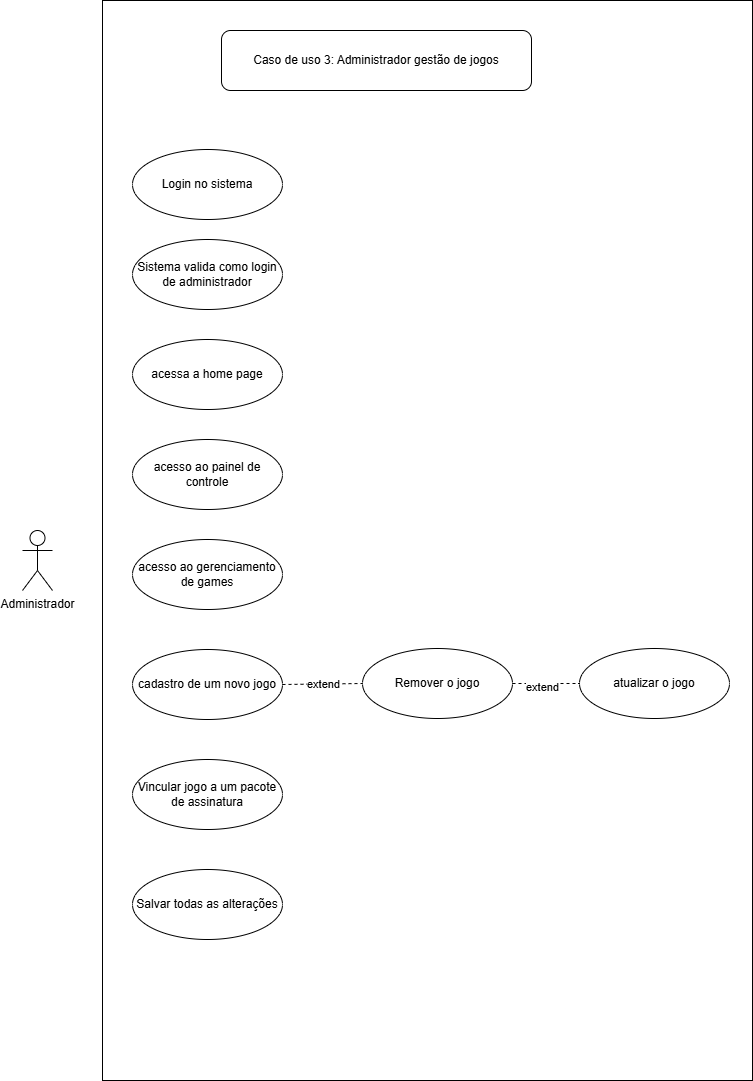 Caso de uso 3: Administrador gestão de jogos
Login no sistema
Sistema valida como login
de administrador
acessa a home page
acesso ao painel de
controle
acesso ao gerenciamento
de games
Administrador
cadastro de um novo jogo
extend
Remover o jogo
extend
atualizar o jogo
Vincular jogo a um pacote
de assinatura
Salvar todas as alterações